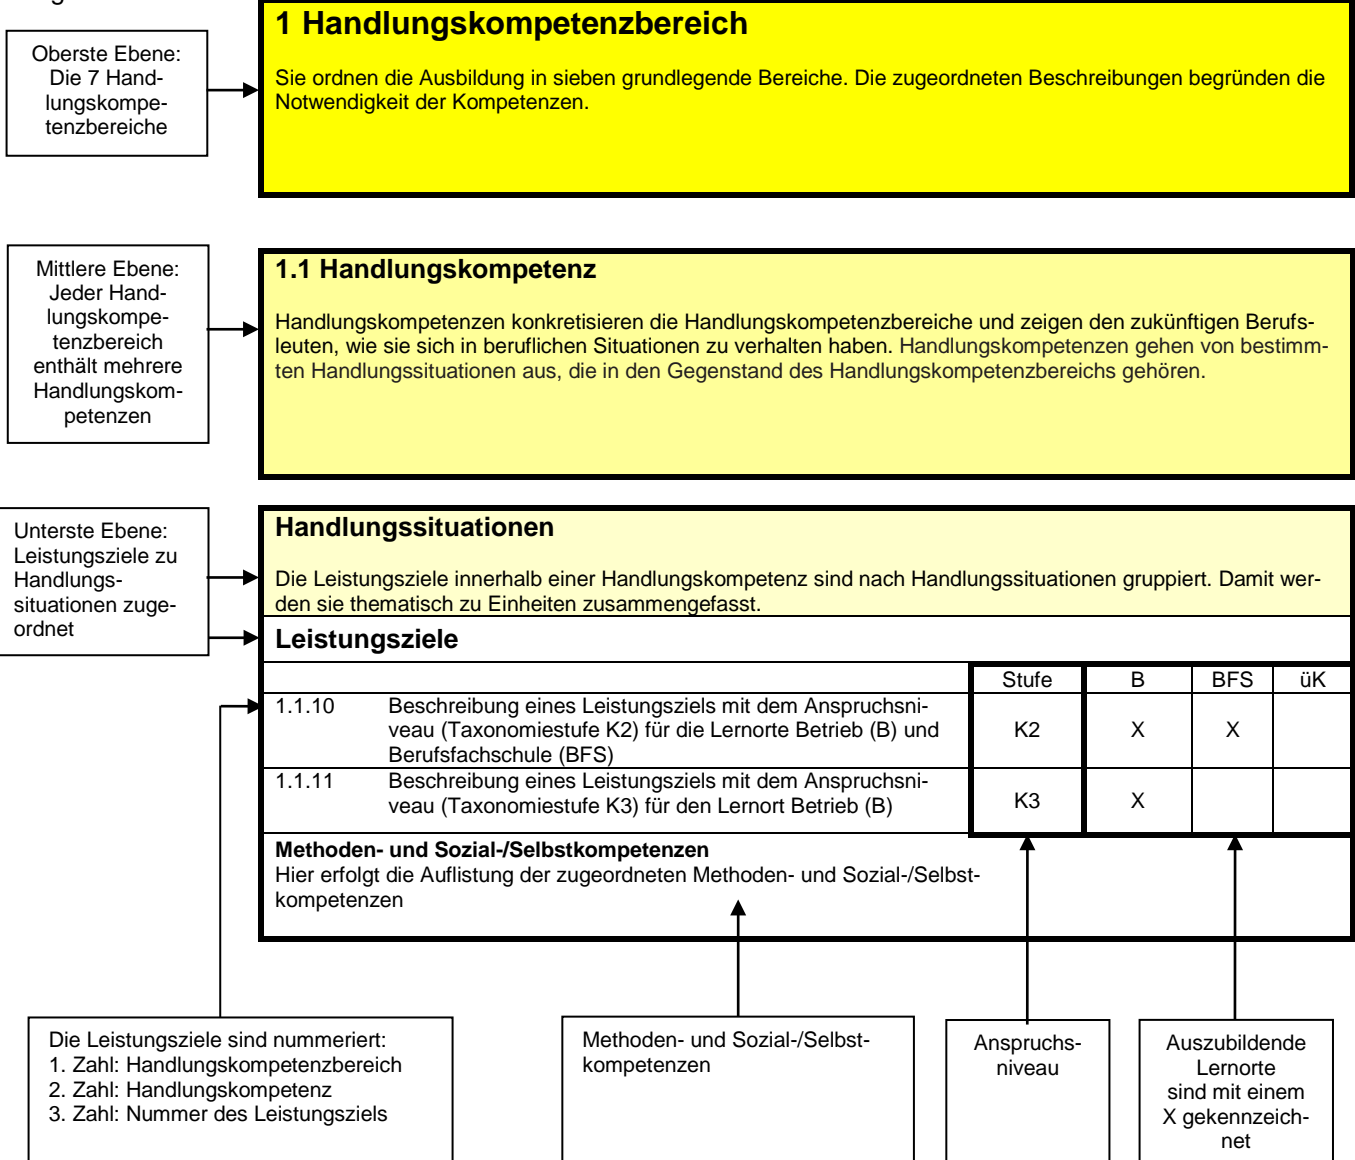 1 Handlungskompetenzbereich
Oberste Ebene:
Die 7 Hand-
lungskompe-
tenzbereiche
Sie ordnen die Ausbildung in sieben grundlegende Bereiche. Die zugeordneten Beschreibungen begründen die
Notwendigkeit der Kompetenzen.
Mittlere Ebene:
Jeder Hand-
lungskompe-
tenzbereich
enthält mehrere
Handlungskom-
petenzen
1.1 Handlungskompetenz
Handlungskompetenzen konkretisieren die Handlungskompetenzbereiche und zeigen den zukünftigen Berufs-
leuten, wie sie sich in beruflichen Situationen zu verhalten haben. Handlungskompetenzen gehen von bestimm-
ten Handlungssituationen aus, die in den Gegenstand des Handlungskompetenzbereichs gehören.
Unterste Ebene:
Leistungsziele zu
Handlungs-
situationen zuge-
ordnet
Handlungssituationen
Die Leistungsziele innerhalb einer Handlungskompetenz sind nach Handlungssituationen gruppiert. Damit wer-
den sie thematisch zu Einheiten zusammengefasst.
Leistungsziele
Stufe B BFS üK
1.1.10 Beschreibung eines Leistungsziels mit dem Anspruchsni-
veau (Taxonomiestufe K2) für die Lernorte Betrieb (B) und
Berufsfachschule (BFS)
K2 X X
1.1.11 Beschreibung eines Leistungsziels mit dem Anspruchsni-
veau (Taxonomiestufe K3) für den Lernort Betrieb (B)
K3 X
Methoden- und Sozial-/Selbstkompetenzen
Hier erfolgt die Auflistung der zugeordneten Methoden- und Sozial-/Selbst-
kompetenzen
Die Leistungsziele sind nummeriert:
1. Zahl: Handlungskompetenzbereich
2. Zahl: Handlungskompetenz
3. Zahl: Nummer des Leistungsziels
Methoden- und Sozial-/Selbst-
kompetenzen
Anspruchs-
niveau
Auszubildende
Lernorte
sind mit einem
X gekennzeich-
net